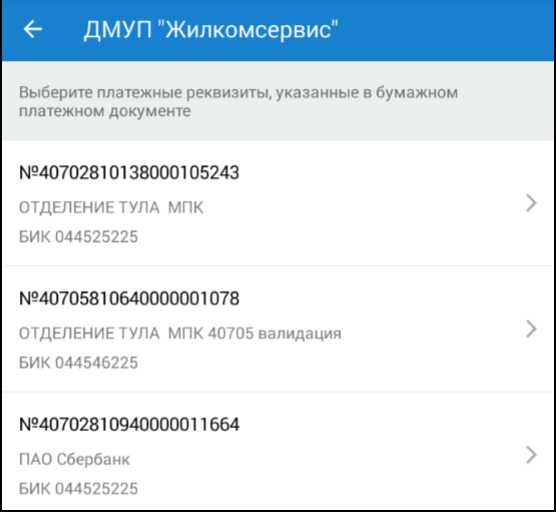 ДМУП "Жилкомсервис"
Выберите платежные реквизиты, указанные в бумажном
платежном документе
№40702810138000105243
ОТДЕЛЕНИЕ ТУЛА МПК
БИК 044525225
№40705810640000001078
ОТДЕЛЕНИЕ ТУЛА МПК 40705 валидация
БИК 044546225
№40702810940000011664
ПАО Сбербанк
БИК 044525225